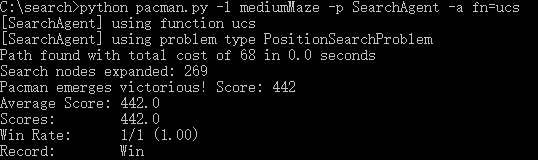 C:\search>python pacman.py -l mediumMaze -p SearchAgent -a fn=ucs
[SearchAgent] using function ucs
[SearchAgent] using problem type PositionSearchProblem
Path found with total cost of 68 in 0.0 seconds
Search nodes expanded: 269
Pacman emerges victorious! Score: 442
Average Score: 442.0
Scores:        442.0
Win Rate:      1/1 (1.00)
Record:        Win